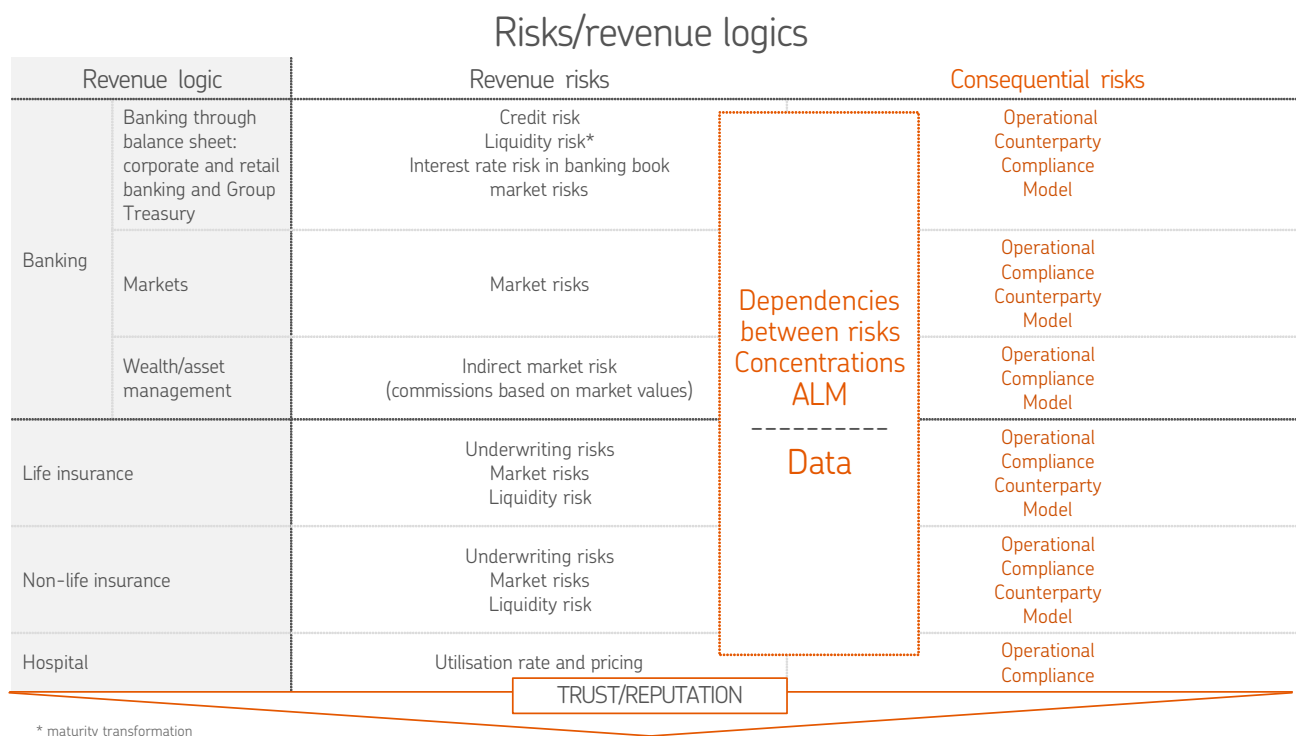 Risks/revenue logics
Revenue logic
Revenue risks
Consequential risks
Banking
Banking through
balance sheet:
corporate and retail
banking and Group
Treasury
Credit risk
Liquidity risk*
Interest rate risk in banking book
market risks
Operational
Counterparty
Compliance
Model
Markets
Market risks
Operational
Compliance
Counterparty
Model
Wealth/asset
management
Indirect market risk
(commissions based on market values)
Operational
Compliance
Model
Dependencies
between risks
Concentrations
ALM
Data
Life insurance
Underwriting risks
Market risks
Liquidity risk
Operational
Compliance
Counterparty
Model
Non-life insurance
Underwriting risks
Market risks
Liquidity risk
Operational
Compliance
Counterparty
Model
Hospital
Utilisation rate and pricing
Operational
Compliance
TRUST/REPUTATION
* maturity transformation